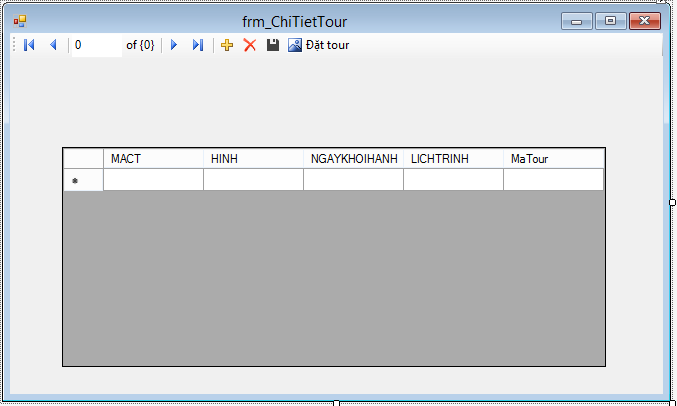 frm_ChiTietTour
0 of {0} Đặt tour
MACT HINH NGAYKHOIHANH LICHTRINH MaTour